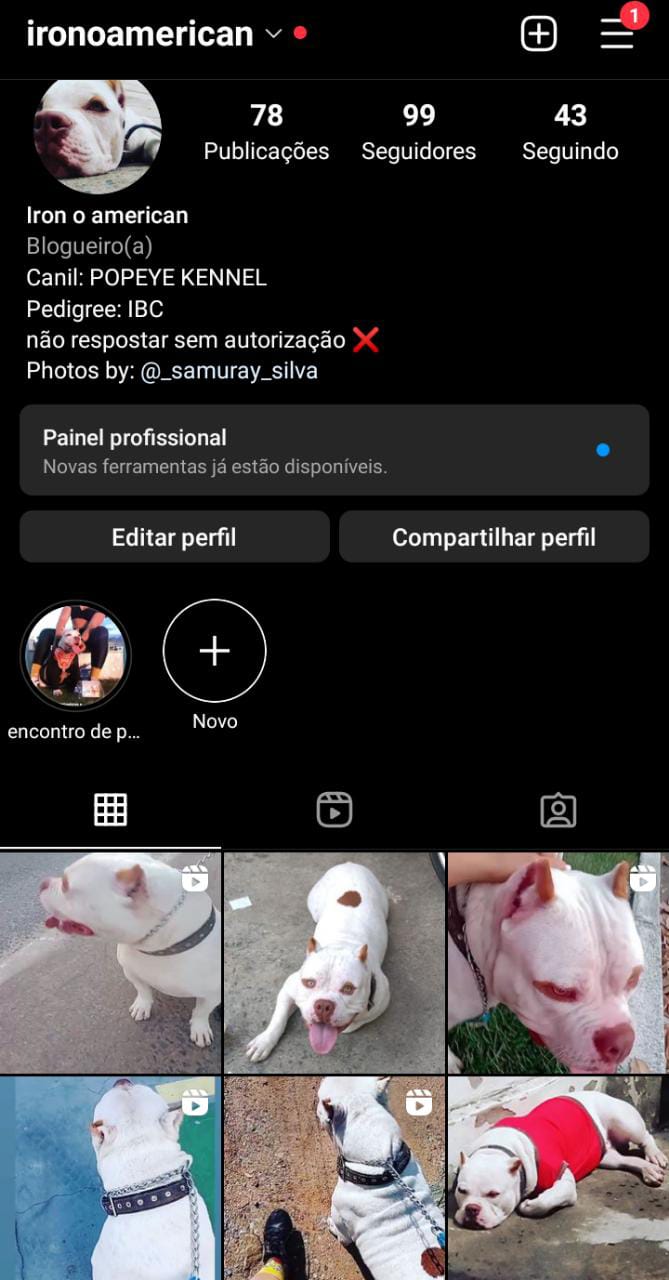 ironoamerican
1
78
99
43
Publicações
Seguidores
Seguindo
Iron o american
Blogueiro(a)
Canil: POPEYE KENNEL
Pedigree: IBC
não respostar sem autorização ❌
Photos by: @_samuray_silva
Painel profissional
Novas ferramentas já estão disponíveis.
Editar perfil
Compartilhar perfil
encontro de p...
Novo